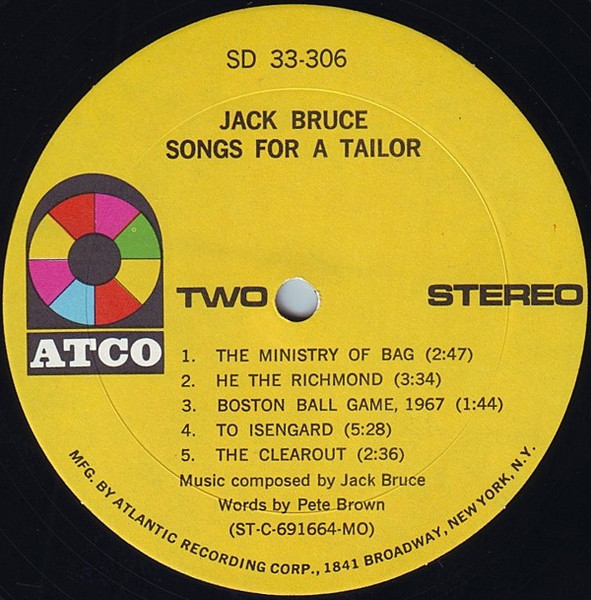 SD 33-306
JACK BRUCE
SONGS FOR A TAILOR
ATCO
TWO STEREO
1. THE MINISTRY OF BAG (2:47)
2. HE THE RICHMOND (3:34)
3. BOSTON BALL GAME, 1967 (1:44)
4. TO ISENGARD (5:28)
5. THE CLEAROUT (2:36)
Music composed by Jack Bruce
Words by Pete Brown
(ST-C-691664-MO)
MFG. BY ATLANTIC RECORDING CORP., 1841 BROADWAY, NEW YORK, N.Y.